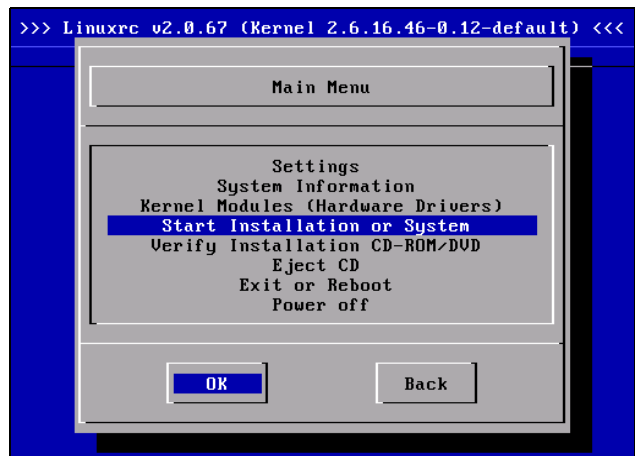 >>> Linuxrc v2.0.67 (Kernel 2.6.16.46-0.12-default) <<<
Main Menu
Settings
System Information
Kernel Modules (Hardware Drivers)
Start Installation or System
Verify Installation CD-ROM/DVD
Eject CD
Exit or Reboot
Power off
OK Back